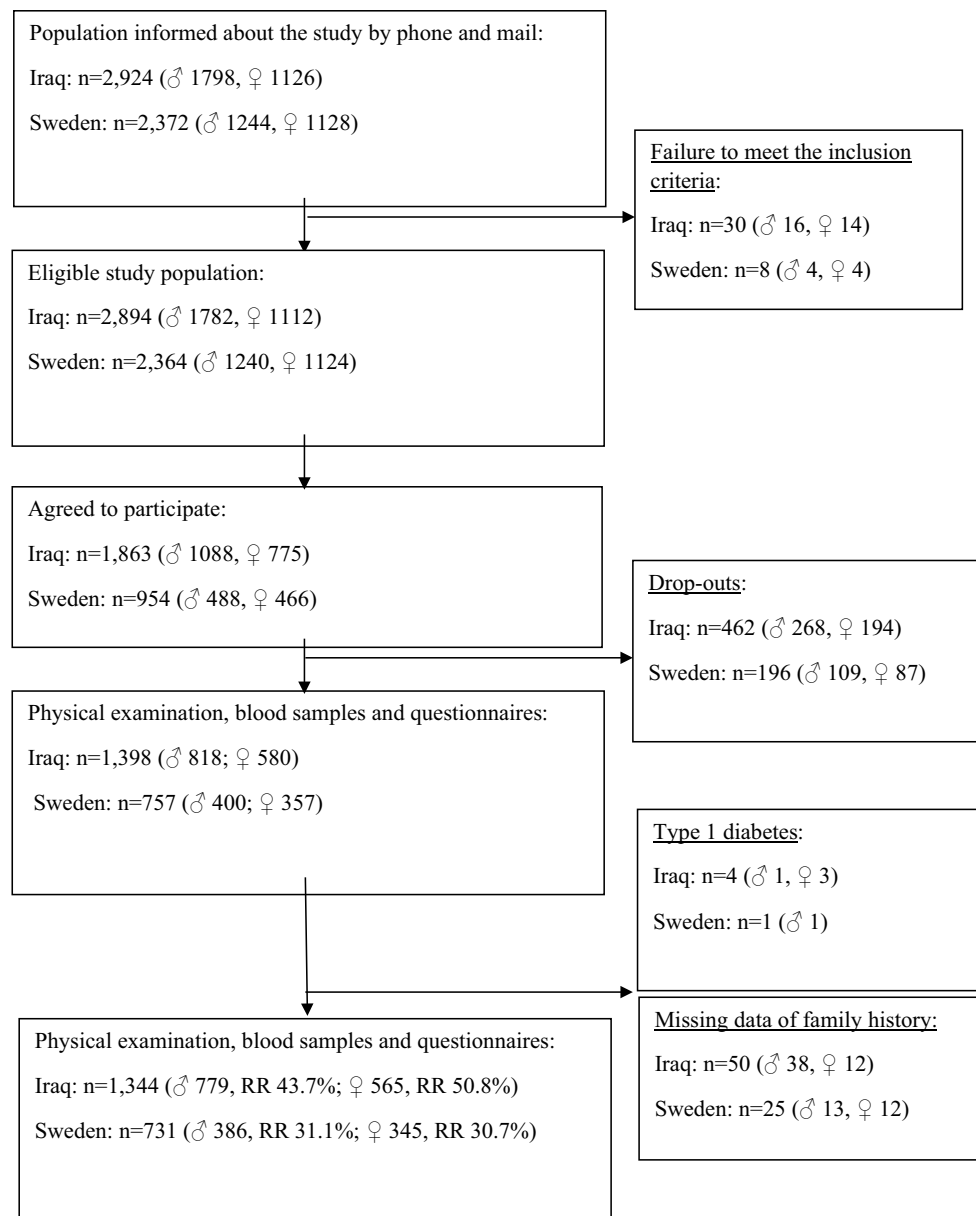 Population informed about the study by phone and mail:
Iraq: n=2,924 (♂ 1798, ♀ 1126)
Sweden: n=2,372 (♂ 1244, ♀ 1128)
Failure to meet the inclusion
criteria:
Iraq: n=30 (♂ 16, ♀ 14)
Sweden: n=8 (♂ 4, ♀ 4)
Eligible study population:
Iraq: n=2,894 (♂ 1782, ♀ 1112)
Sweden: n=2,364 (♂ 1240, ♀ 1124)
Agreed to participate:
Iraq: n=1,863 (♂ 1088, ♀ 775)
Sweden: n=954 (♂ 488, ♀ 466)
Drop-outs:
Iraq: n=462 (♂ 268, ♀ 194)
Sweden: n=196 (♂ 109, ♀ 87)
Physical examination, blood samples and questionnaires:
Iraq: n=1,398 (♂ 818; ♀ 580)
Sweden: n=757 (♂ 400; ♀ 357)
Type 1 diabetes:
Iraq: n=4 (♂ 1, ♀ 3)
Sweden: n=1 (♂ 1)
Missing data of family history:
Iraq: n=50 (♂ 38, ♀ 12)
Sweden: n=25 (♂ 13, ♀ 12)
Physical examination, blood samples and questionnaires:
Iraq: n=1,344 (♂ 779, RR 43.7%; ♀ 565, RR 50.8%)
Sweden: n=731 (♂ 386, RR 31.1%; ♀ 345, RR 30.7%)